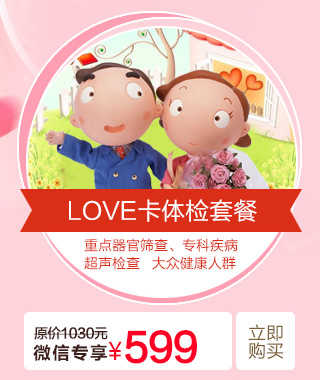 LOVE卡体检套餐
重点器官筛查、专科疾病
超声检查 大众健康人群
原价1030元
微信专享¥599
立即
购买